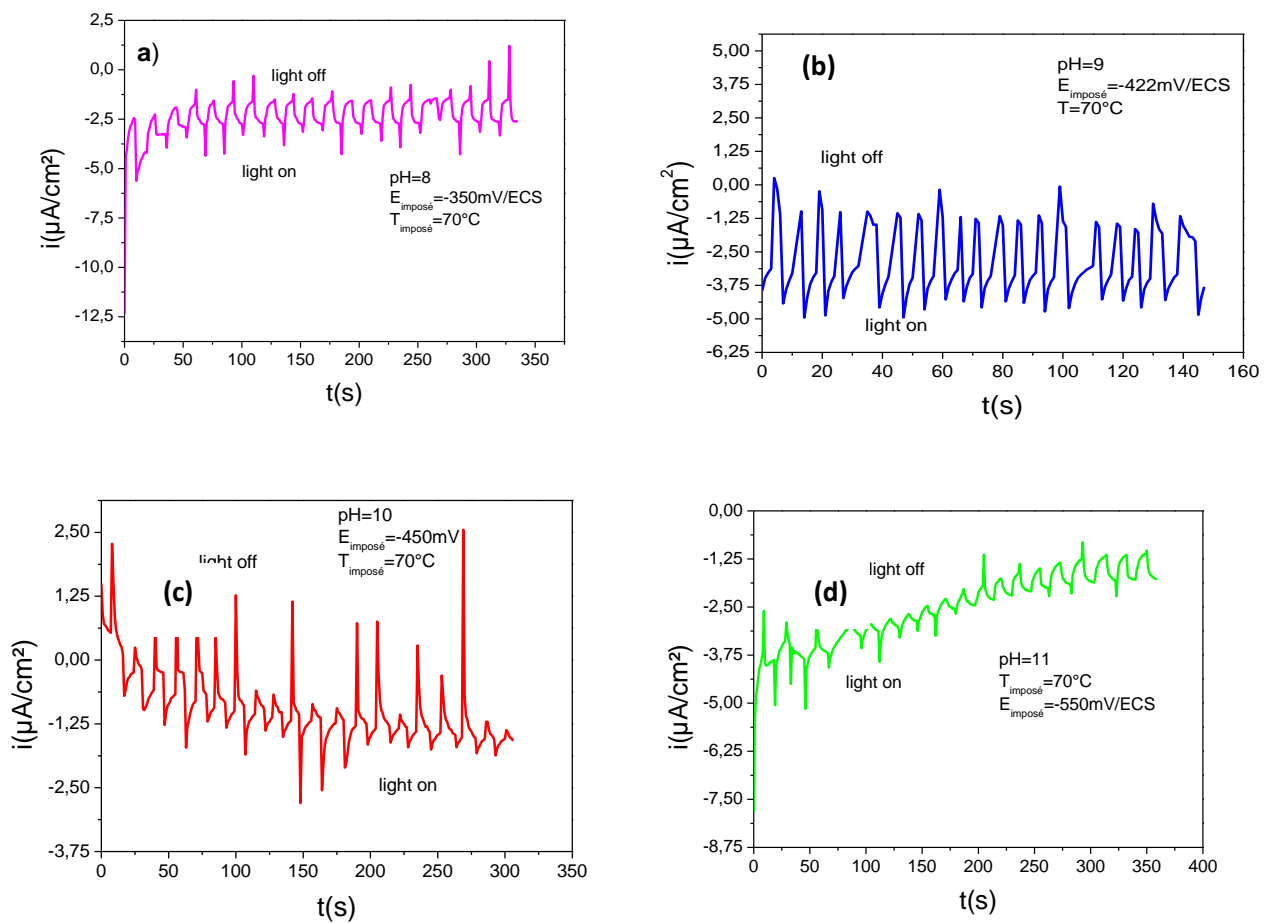 a)
light off
light on
pH=8
E imposé=-350mV/ECS
T imposé=70°C
i(µA/cm²)
2,5
0,0
-2,5
-5,0
-7,5
-10,0
-12,5
0 50 100 150 200 250 300 350
t(s)
(b)
pH=9
E imposé=-422mV/ECS
T=70°C
light off
light on
i(µA/cm²)
5,00
3,75
2,50
1,25
0,00
-1,25
-2,50
-3,75
-5,00
-6,25
0 20 40 60 80 100 120 140 160
t(s)
pH=10
E imposé=-450mV
T imposé=70°C
light off
(c)
light on
i(µA/cm²)
2,50
1,25
0,00
-1,25
-2,50
-3,75
0 50 100 150 200 250 300 350
t(s)
light off
(d)
light on
pH=11
T imposé=70°C
E imposé=-550mV/ECS
i(µA/cm²)
0,00
-1,25
-2,50
-3,75
-5,00
-6,25
-7,50
-8,75
0 50 100 150 200 250 300 350 400
t(s)